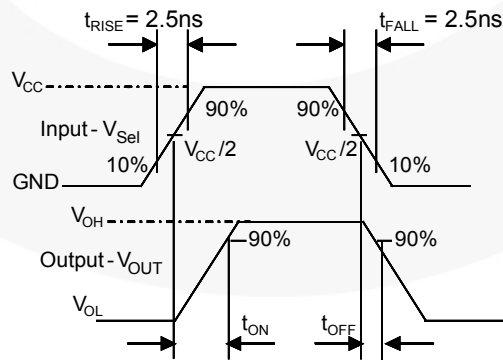 tRISE = 2.5ns
tFALL = 2.5ns
VCC
90%
90%
Input - VSel
VCC/2
VCC/2
10%
10%
GND
VOH
90%
90%
Output - VOUT
VOL
tON
tOFF